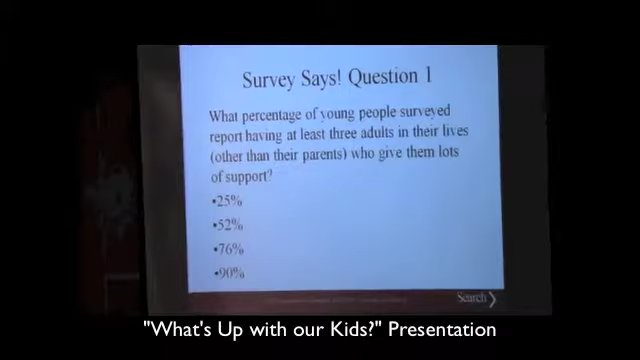 Survey Says! Question 1
What percentage of young people surveyed
report having at least three adults in their lives
(other than their parents) who give them lots
of support?
•25%
•52%
•76%
•90%
Search
"What's Up with our Kids?" Presentation